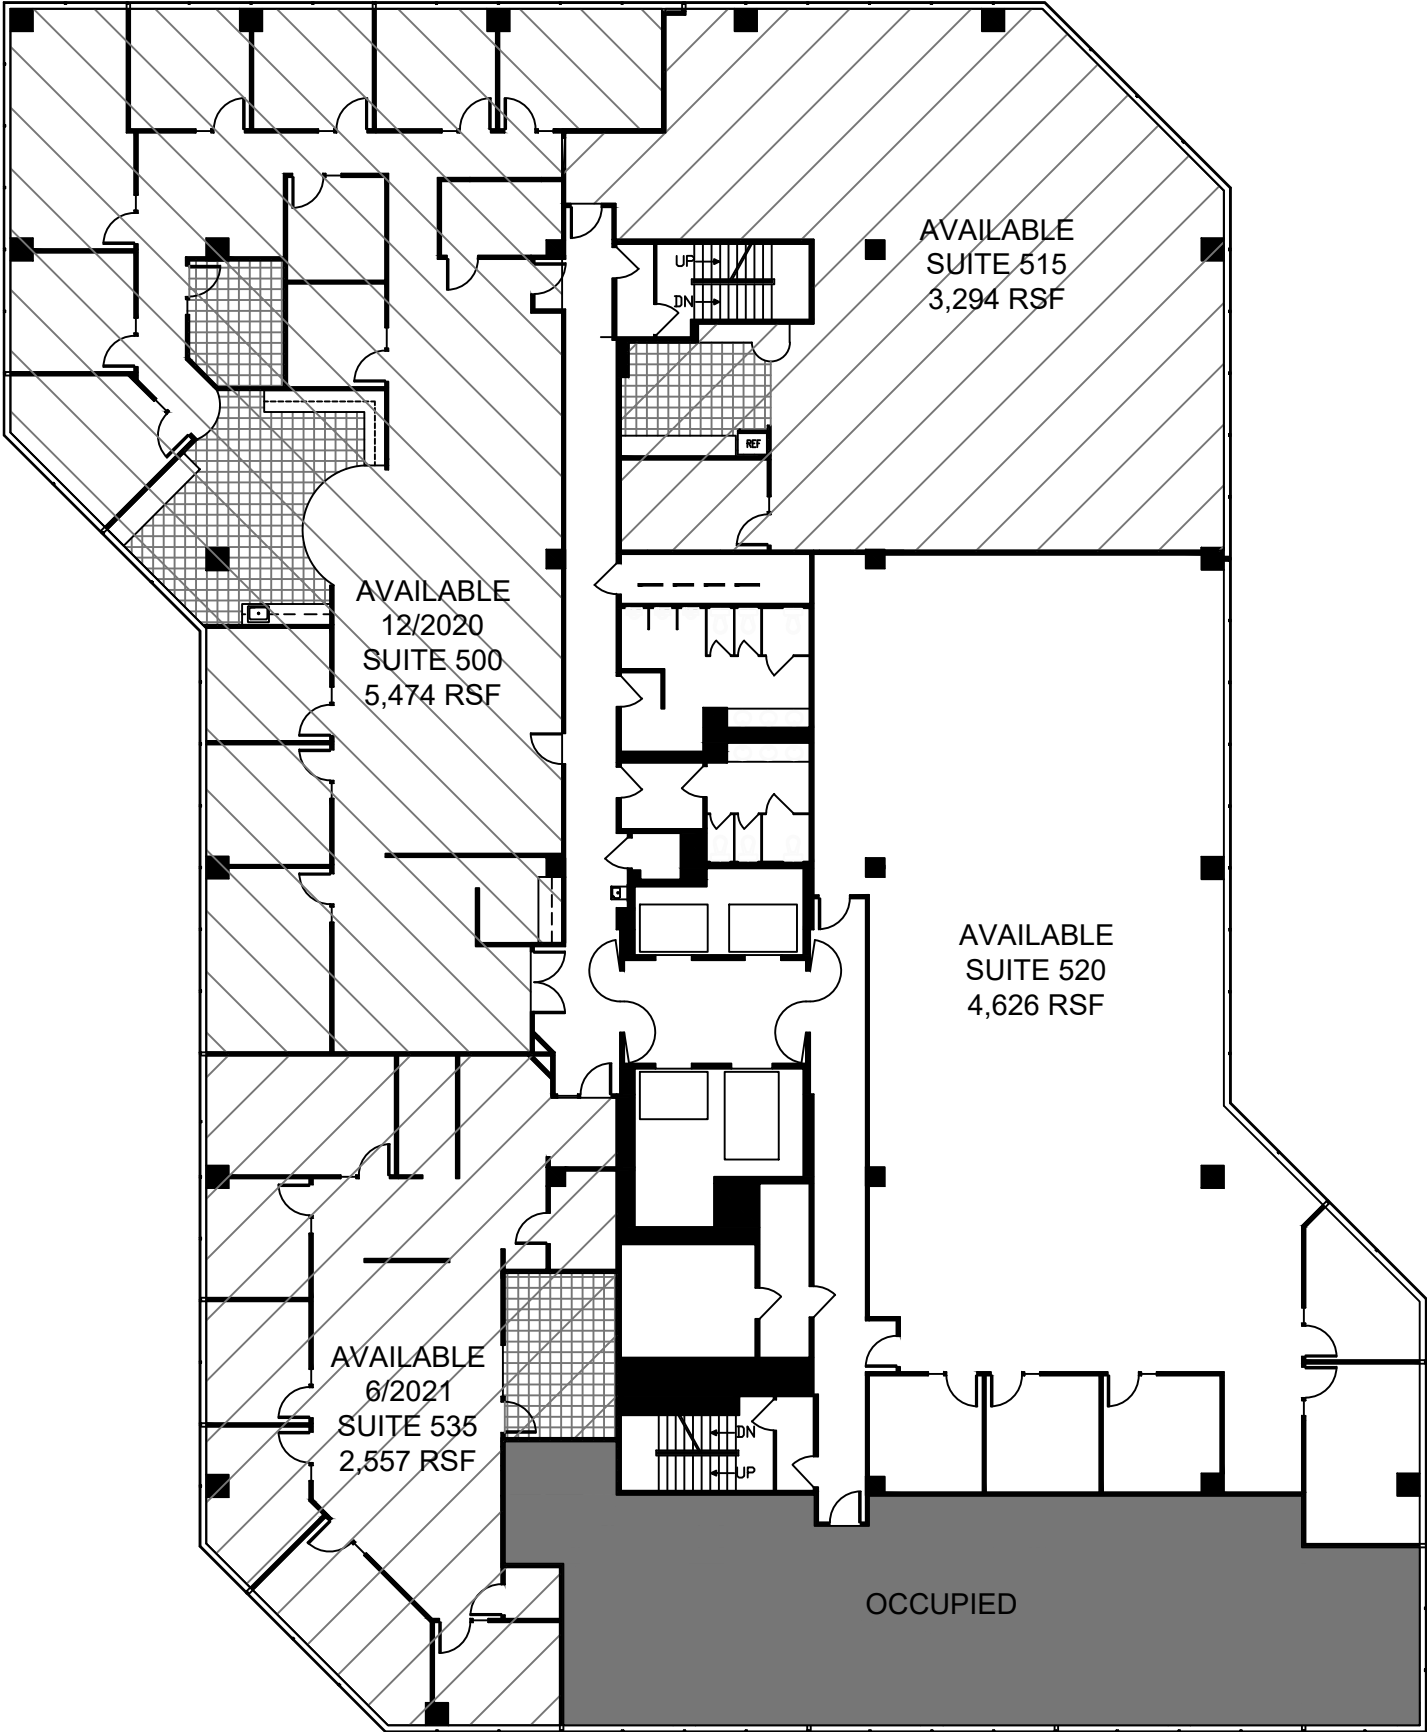 AVAILABLE
SUITE 515
3,294 RSF
UP
DN
REF
AVAILABLE
12/2020
SUITE 500
5,474 RSF
AVAILABLE
SUITE 520
4,626 RSF
AVAILABLE
6/2021
SUITE 535
2,557 RSF
DN
UP
OCCUPIED